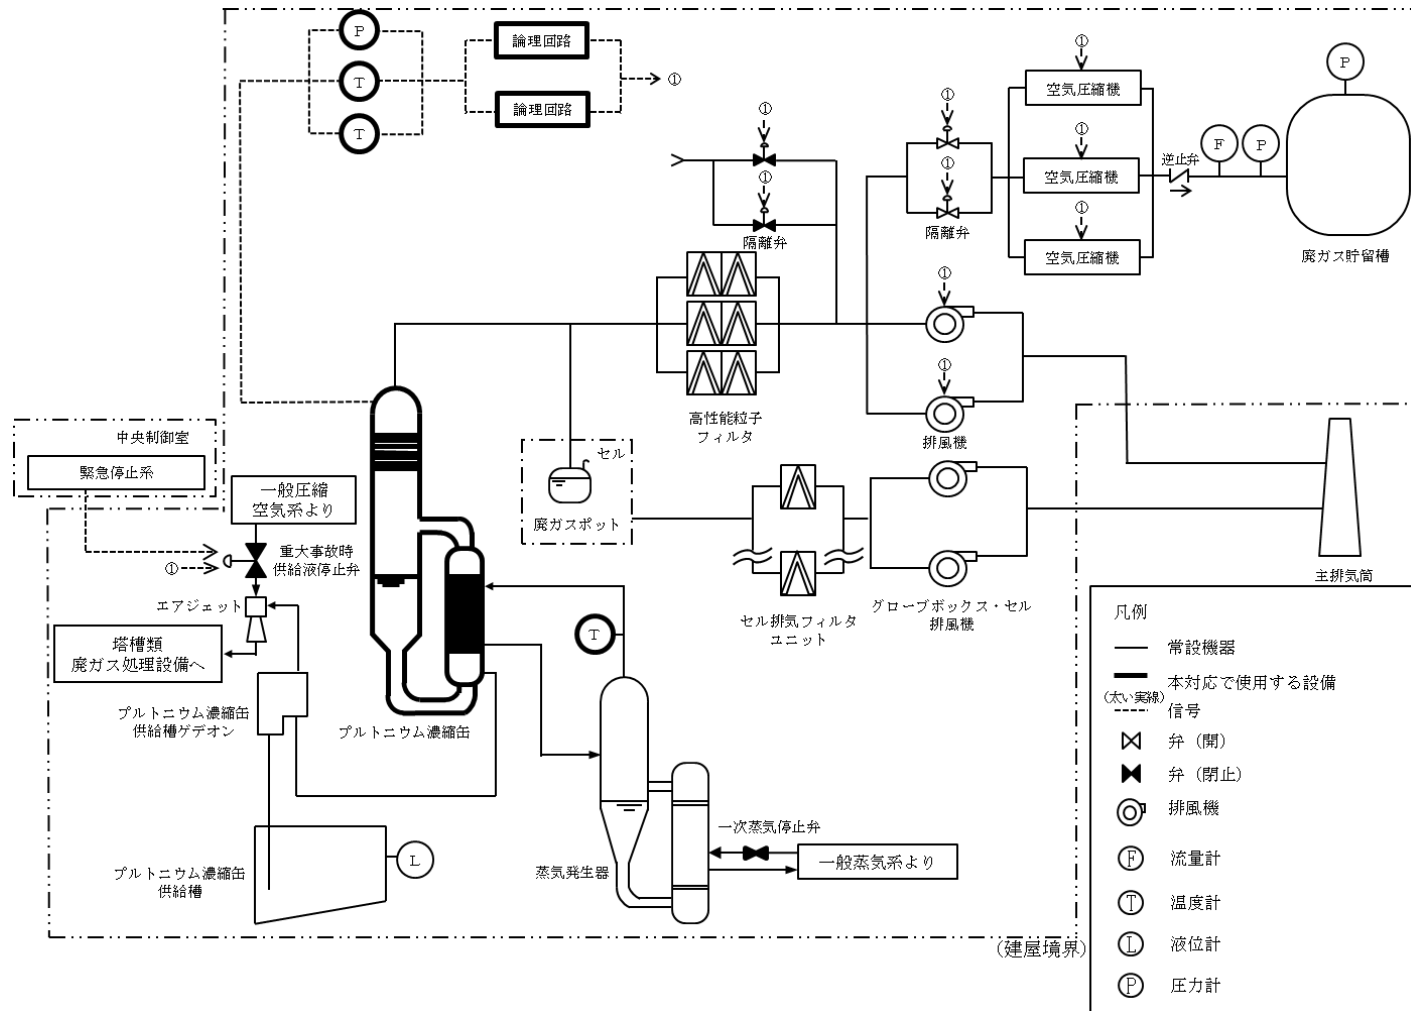 P
T
T
論理回路
論理回路
①
①
①
隔離弁
①
①
隔離弁
①
空気圧縮機
①
空気圧縮機
①
空気圧縮機
逆止弁
F
P
P
廃ガス貯留槽
①
①
排風機
高性能粒子
フィルタ
中央制御室
緊急停止系
一般圧縮
空気系より
重大事故時
供給液停止弁
①
エアジェット
塔槽類
廃ガス処理設備へ
プルトニウム濃縮缶
供給槽ゲデオン
プルトニウム濃縮缶
セル
廃ガスポット
セル排気フィルタ
ユニット
グローブボックス・セル
排風機
主排気筒
T
プルトニウム濃縮缶
供給槽
L
蒸気発生器
一次蒸気停止弁
一般蒸気系より
(建屋境界)
凡例
常設機器
本対応で使用する設備
(太い実線)
信号
弁（開）
弁（閉止）
排風機
F
流量計
T
温度計
L
液位計
P
圧力計